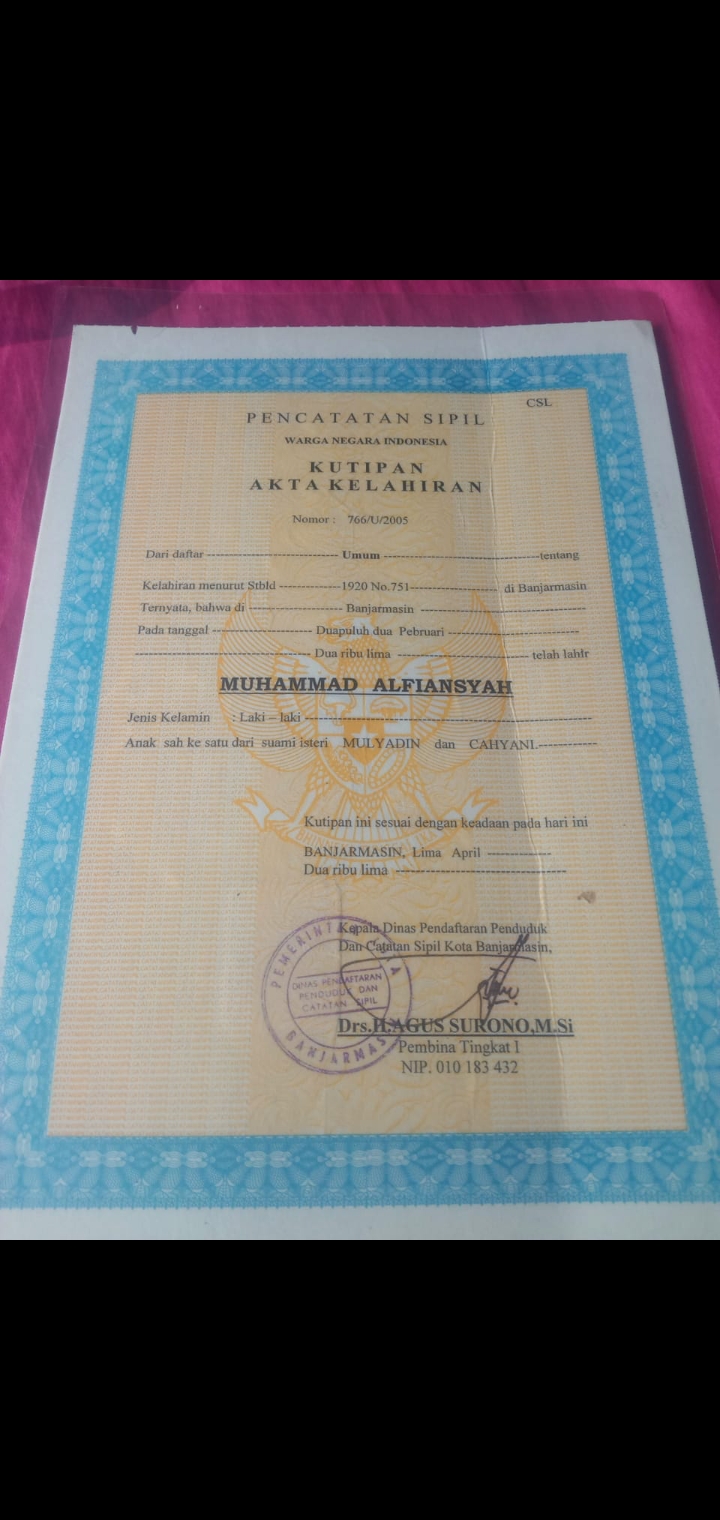 CSL
PENCATATAN SIPIL
WARGA NEGARA INDONESIA
KUTIPAN
AKTA KELAHIRAN
Nomor : 766/U/2005
Dari daftar ---------------- Umum ---------------- tentang
Kelahiran menurut Stbld ---------- 1920 No.751 ---------- di Banjarmasin
Ternyata, bahwa di ---------- Banjarmasin ----------
Pada tanggal ---------- Duapuluh dua Pebruari ----------
---------- Dua ribu lima ---------- telah lahir
MUHAMMAD ALFIANSYAH
Jenis Kelamin : Laki – laki ----------
Anak sah ke satu dari suami isteri MULYADIN dan CAHYANI.----------
Kutipan ini sesuai dengan keadaan pada hari ini
BANJARMASIN, Lima April ----------
Dua ribu lima ----------
Kepala Dinas Pendaftaran Penduduk
Dan Catatan Sipil Kota Banjarmasin,
DINAS PENDAFTARAN
PENDUDUK DAN
CATATAN SIPIL
Drs.H.AGUS SURONO,M.Si
Pembina Tingkat I
NIP. 010 183 432